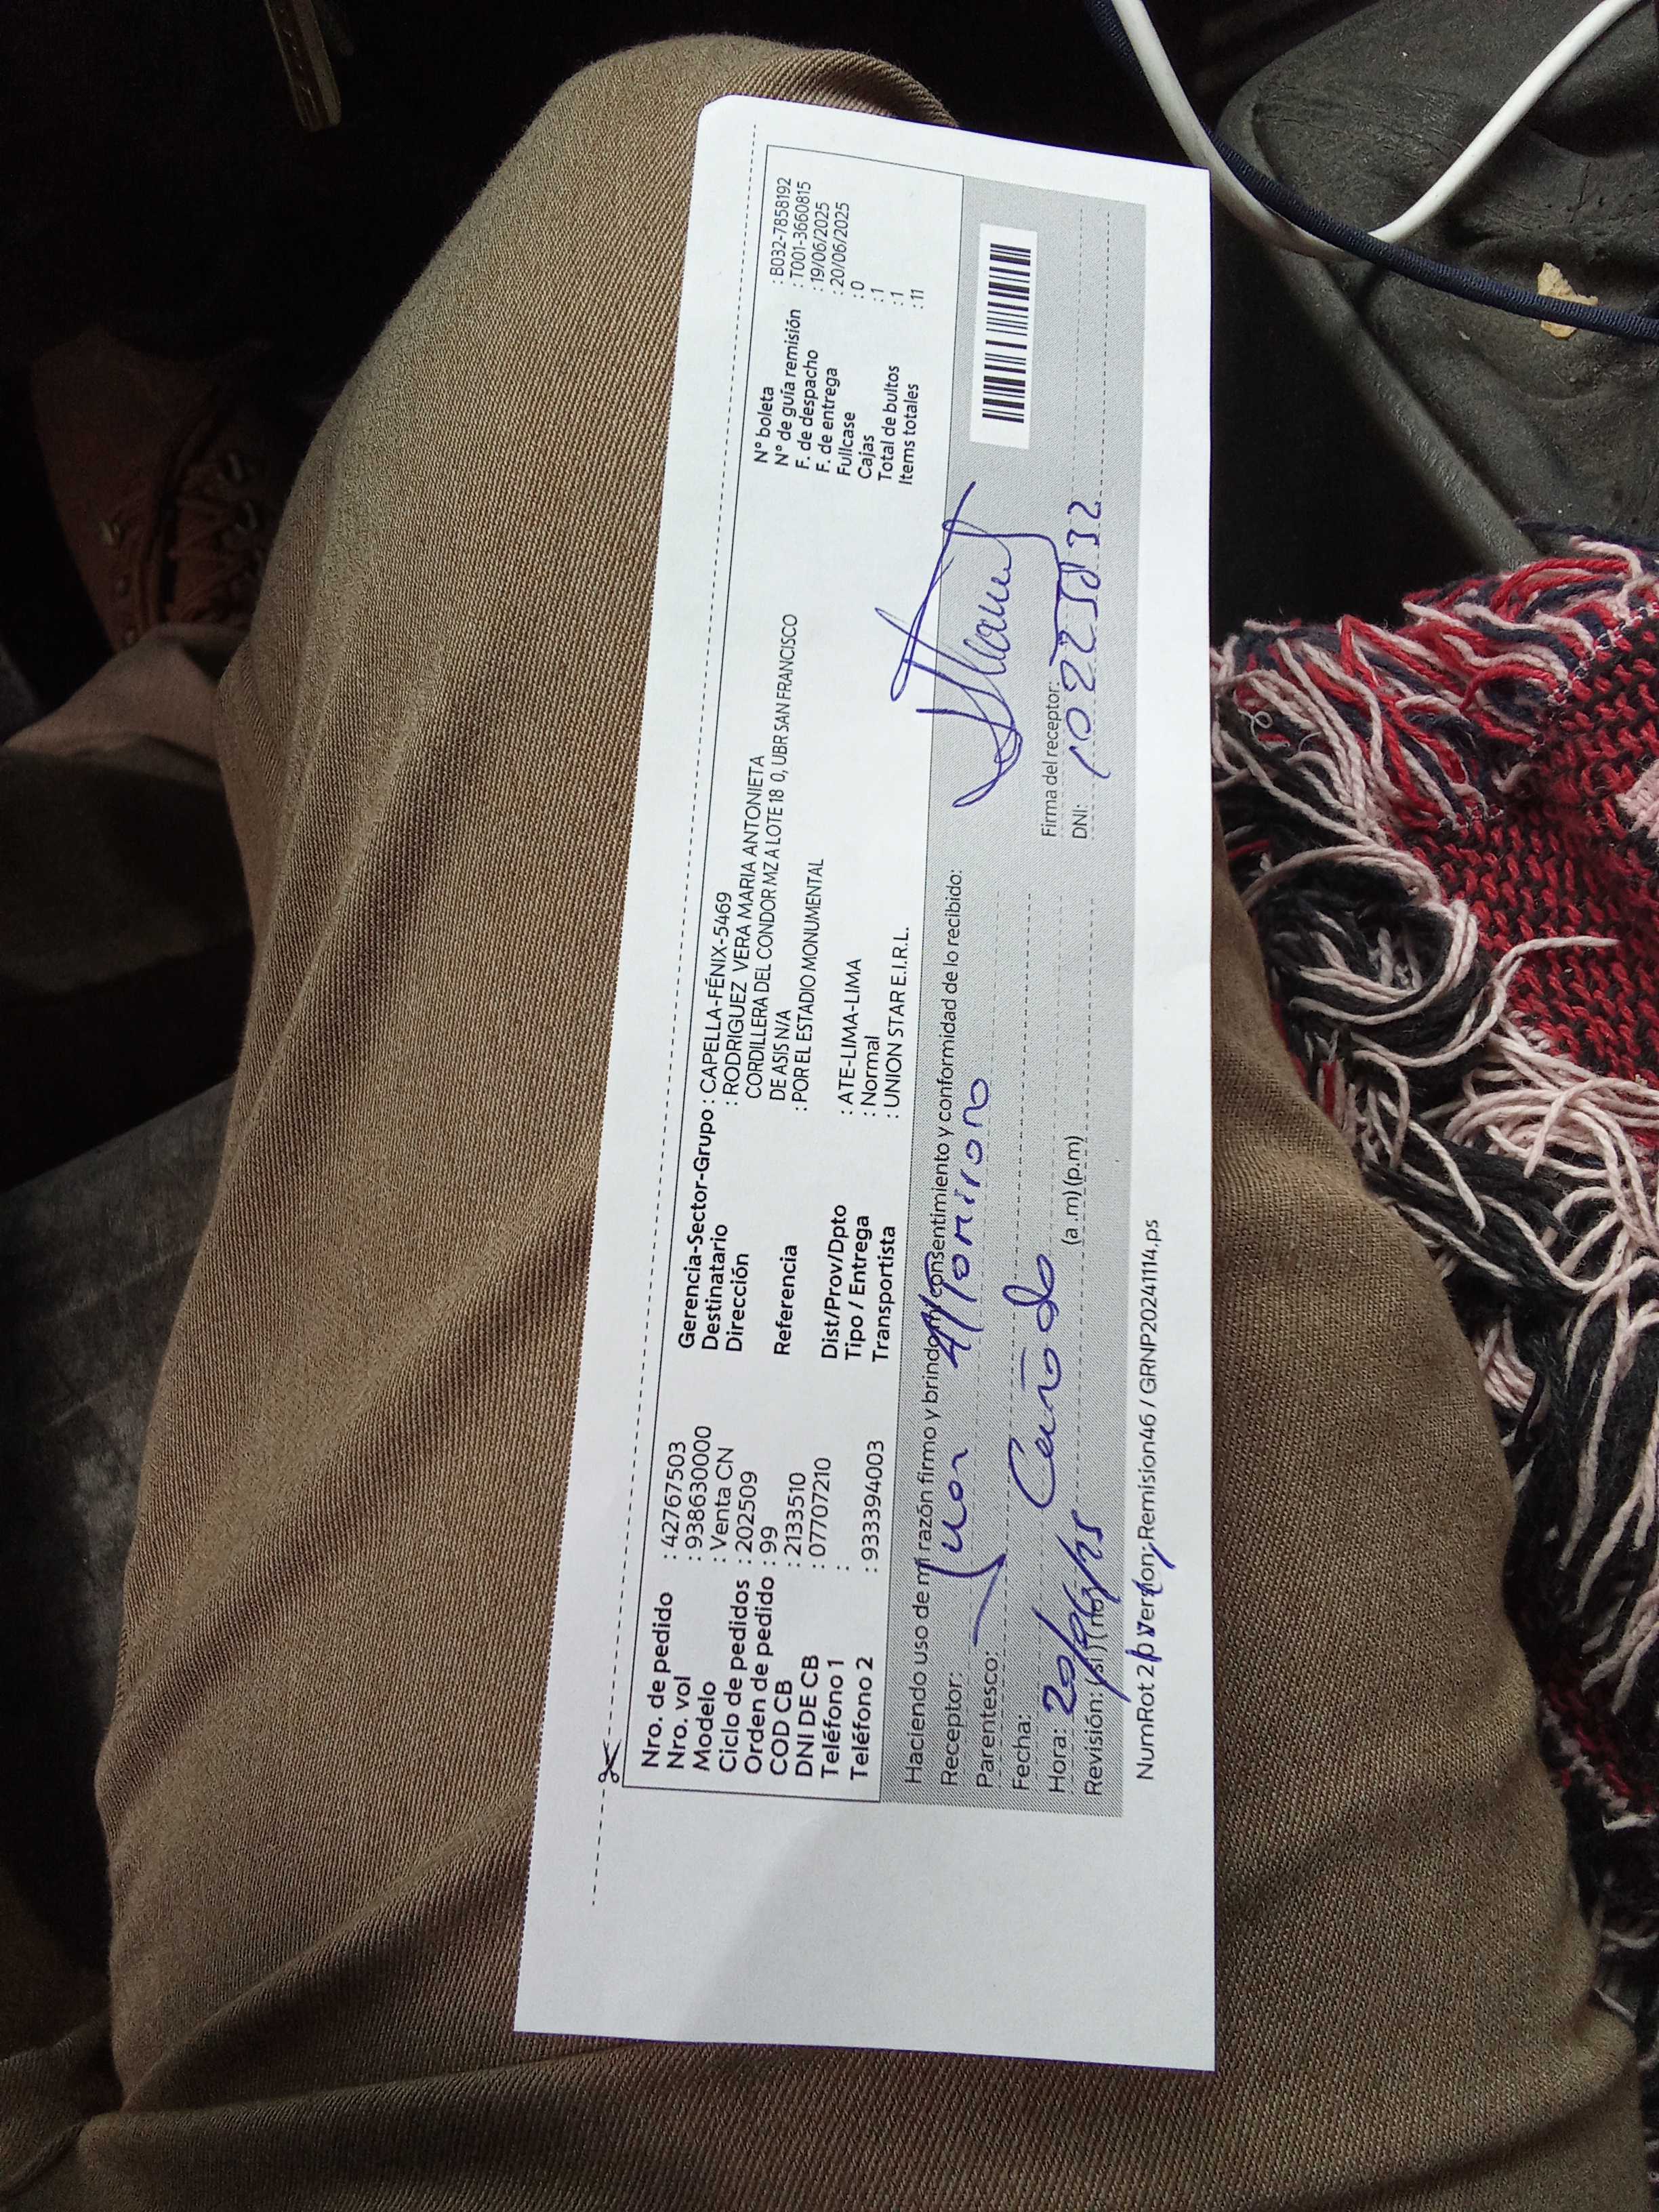 Nro. de pedido : 42767503
Nro. vol : 938630000
Modelo : Venta CN
Ciclo de pedidos : 202509
Orden de pedido : 99
COD CB : 2133510
DNI DE CB : 07707210
Teléfono 1 :
Teléfono 2 : 933394003
Gerencia-Sector-Grupo : CAPELLA-FÉNIX-5469
Destinatario : RODRIGUEZ VERA MARIA ANTONIETA
Dirección CORDILLERA DEL CONDOR MZ A LOTE 18 0, UBR SAN FRANCISCO
DE ASIS N/A
Referencia : POR EL ESTADIO MONUMENTAL
Dist/Prov/Dpto : ATE-LIMA-LIMA
Tipo / Entrega : Normal
Transportista : UNION STAR E.I.R.L.
N° boleta : B032-7858192
N° de guía remisión : T001-3660815
F. de despacho : 19/06/2025
F. de entrega : 20/06/2025
Fullcase : 0
Cajas : 1
Total de bultos : 1
Items totales : 11
Haciendo uso de mi razón firmo y brindo mi consentimiento y conformidad de lo recibido:
Receptor: Juan
Parentesco:
Fecha: Cuñado
Hora: 20/06/25 (a.m) (p.m)
Revisión: (si) (no)
Firma del receptor:
DNI:
NumRot 2 version; Remision46 / GRNP20241114.ps